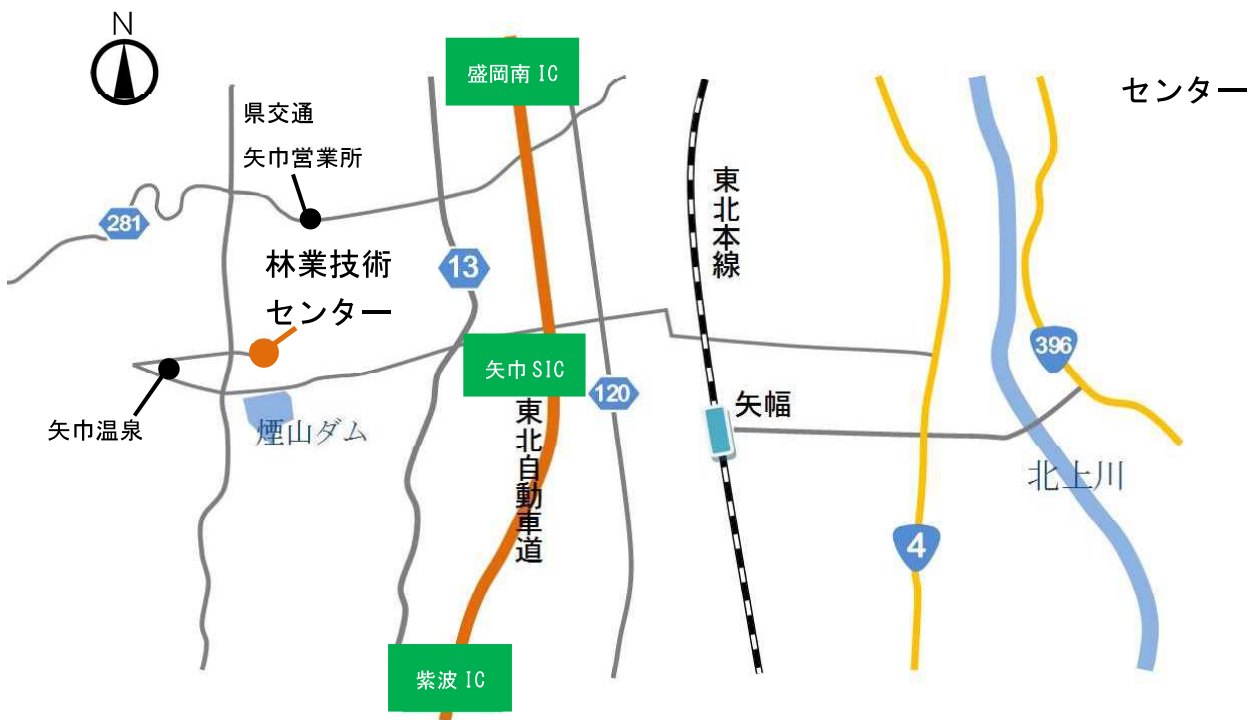 N
盛岡南 IC
センター
県交通
矢巾営業所
281
林業技術
センター
13
東北本線
396
矢巾 SIC
120
矢幅
矢巾温泉
煙山ダム
東北自動車道
北上川
4
紫波 IC